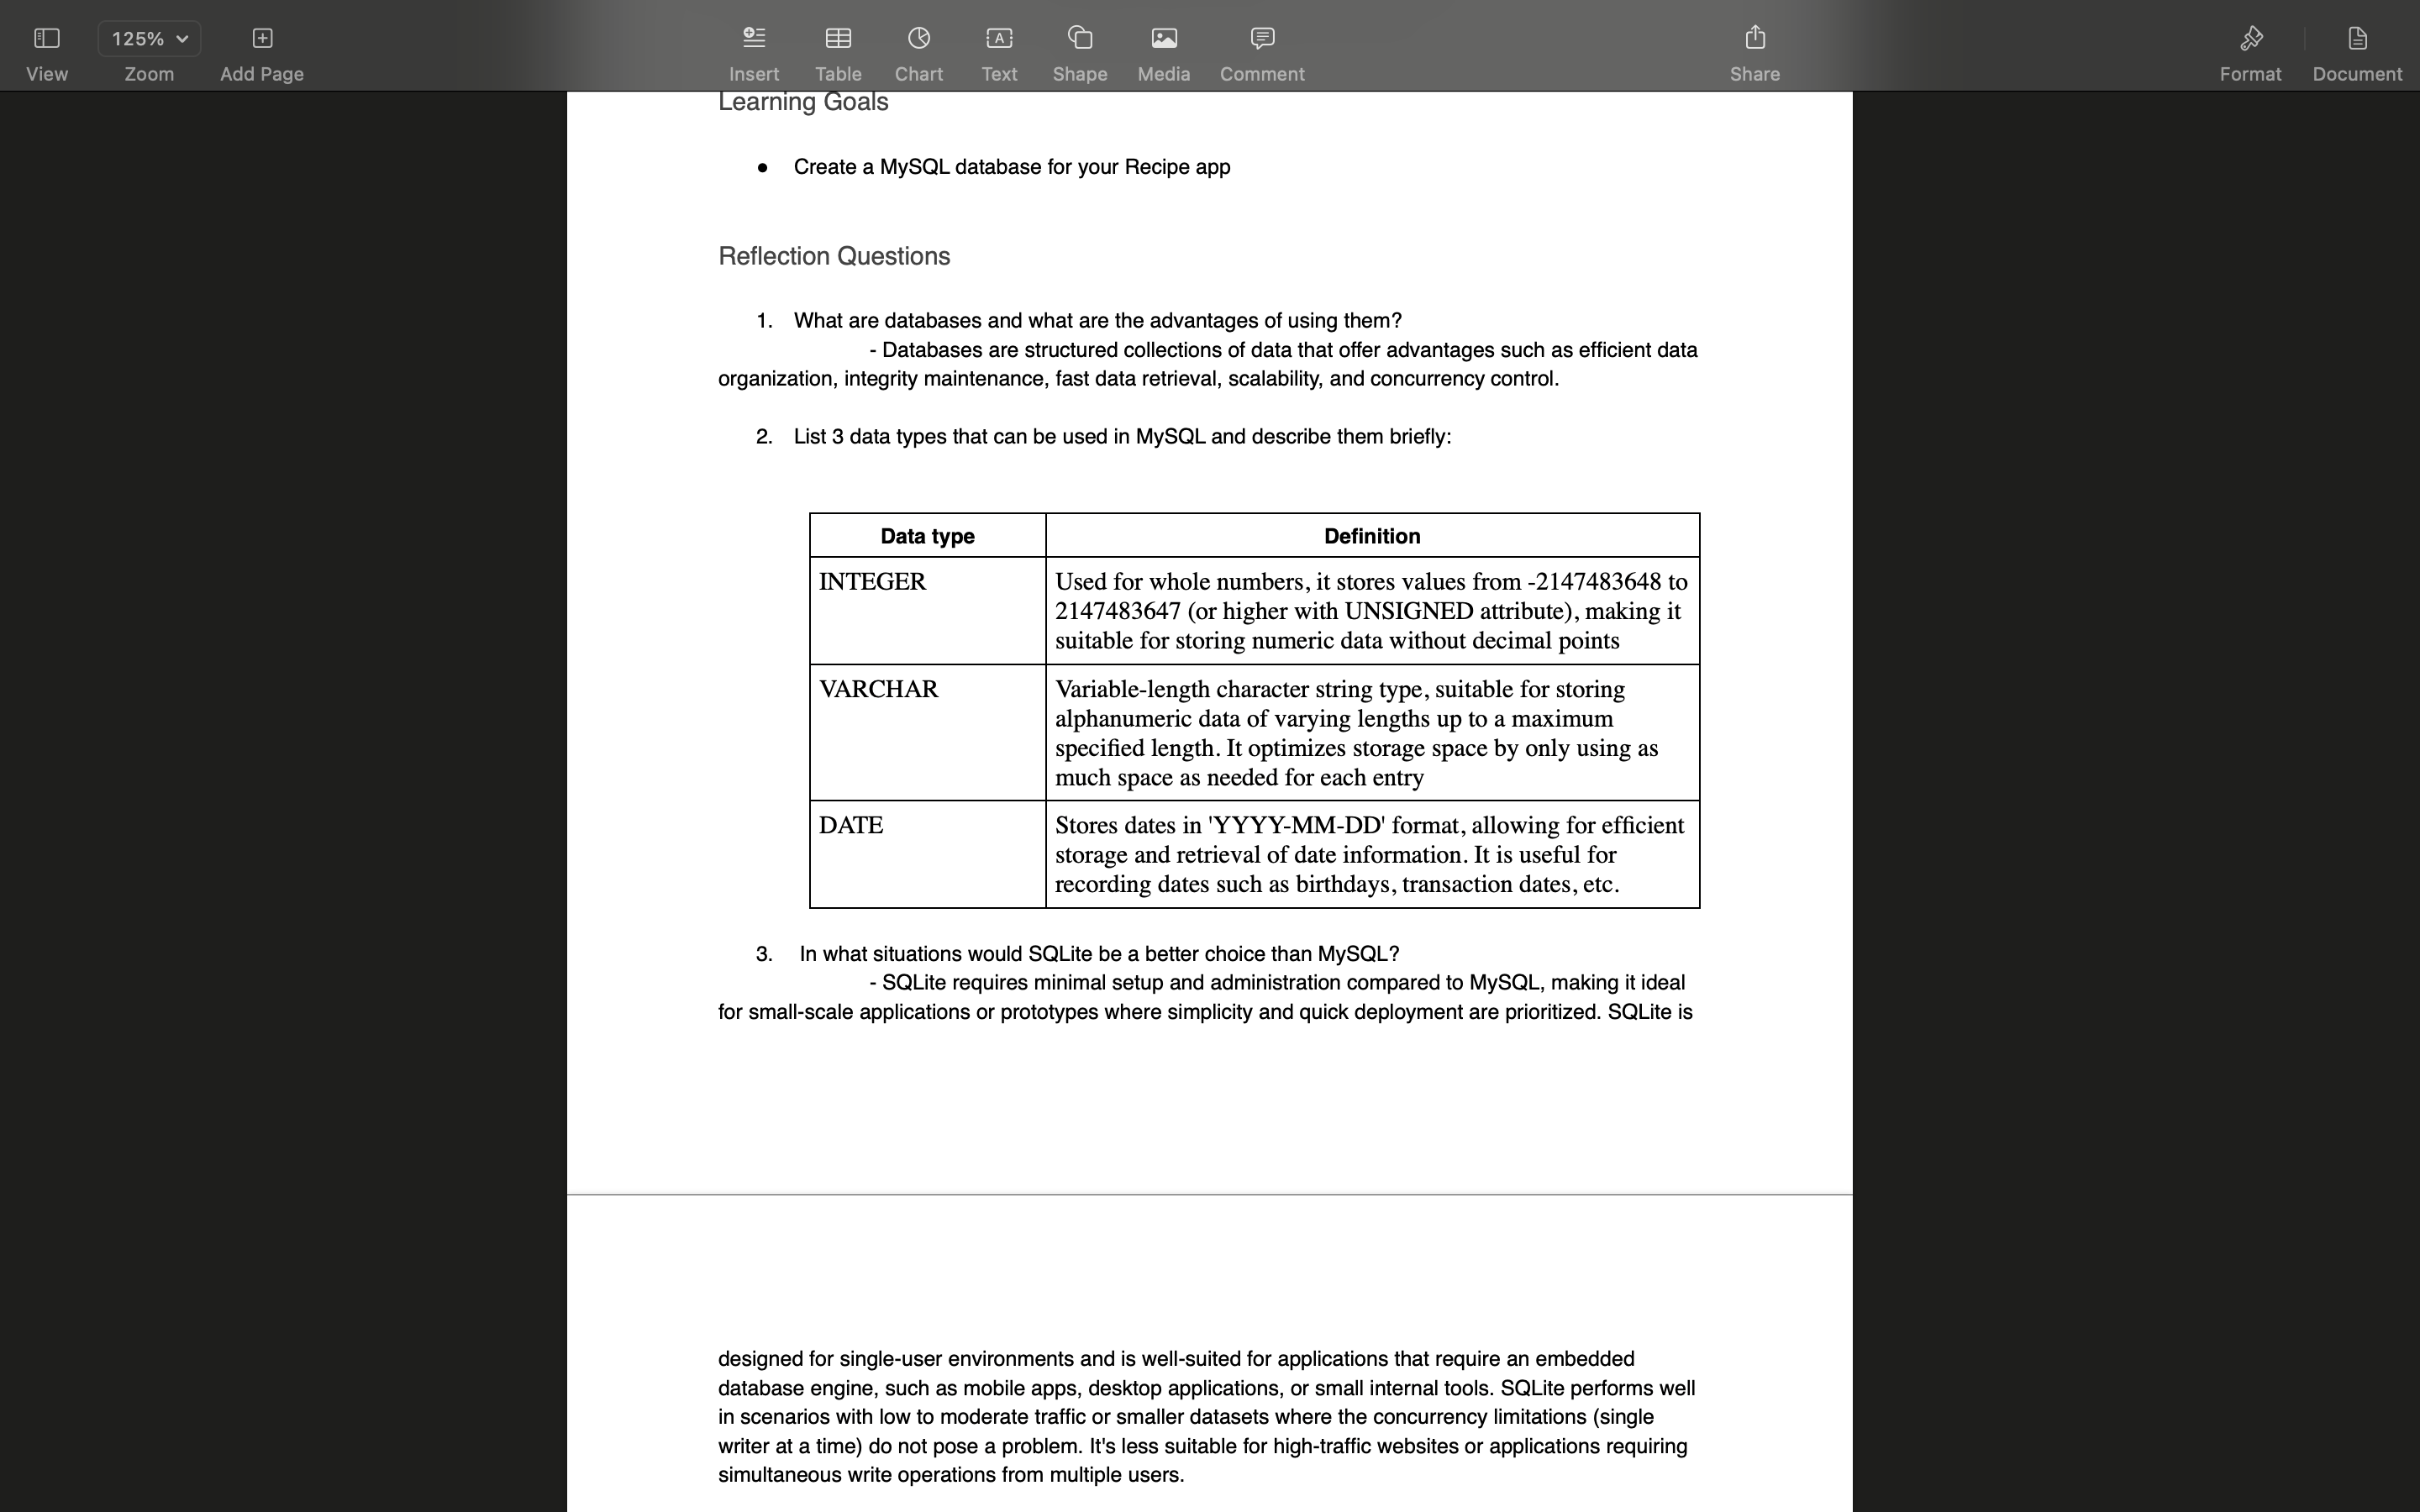 125%
View
Zoom
Add Page
Insert
Table
Chart
Text
Shape
Media
Comment
Share
Format
Document
Learning Goals
● Create a MySQL database for your Recipe app
Reflection Questions
1. What are databases and what are the advantages of using them?
- Databases are structured collections of data that offer advantages such as efficient data
organization, integrity maintenance, fast data retrieval, scalability, and concurrency control.
2. List 3 data types that can be used in MySQL and describe them briefly:
Data type
Definition
INTEGER
Used for whole numbers, it stores values from -2147483648 to
2147483647 (or higher with UNSIGNED attribute), making it
suitable for storing numeric data without decimal points
VARCHAR
Variable-length character string type, suitable for storing
alphanumeric data of varying lengths up to a maximum
specified length. It optimizes storage space by only using as
much space as needed for each entry
DATE
Stores dates in 'YYYY-MM-DD' format, allowing for efficient
storage and retrieval of date information. It is useful for
recording dates such as birthdays, transaction dates, etc.
3. In what situations would SQLite be a better choice than MySQL?
- SQLite requires minimal setup and administration compared to MySQL, making it ideal
for small-scale applications or prototypes where simplicity and quick deployment are prioritized. SQLite is
designed for single-user environments and is well-suited for applications that require an embedded
database engine, such as mobile apps, desktop applications, or small internal tools. SQLite performs well
in scenarios with low to moderate traffic or smaller datasets where the concurrency limitations (single
writer at a time) do not pose a problem. It's less suitable for high-traffic websites or applications requiring
simultaneous write operations from multiple users.